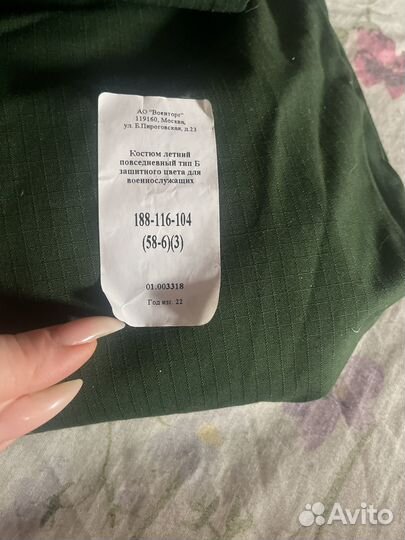 АО "Военторг"
119160, Москва,
ул. Б.Пироговская, д.23
Костюм летний
повседневный тип Б
защитного цвета для
военнослужащих
188-116-104
(58-6)(3)
01.003318
Год изг. 22
Avito